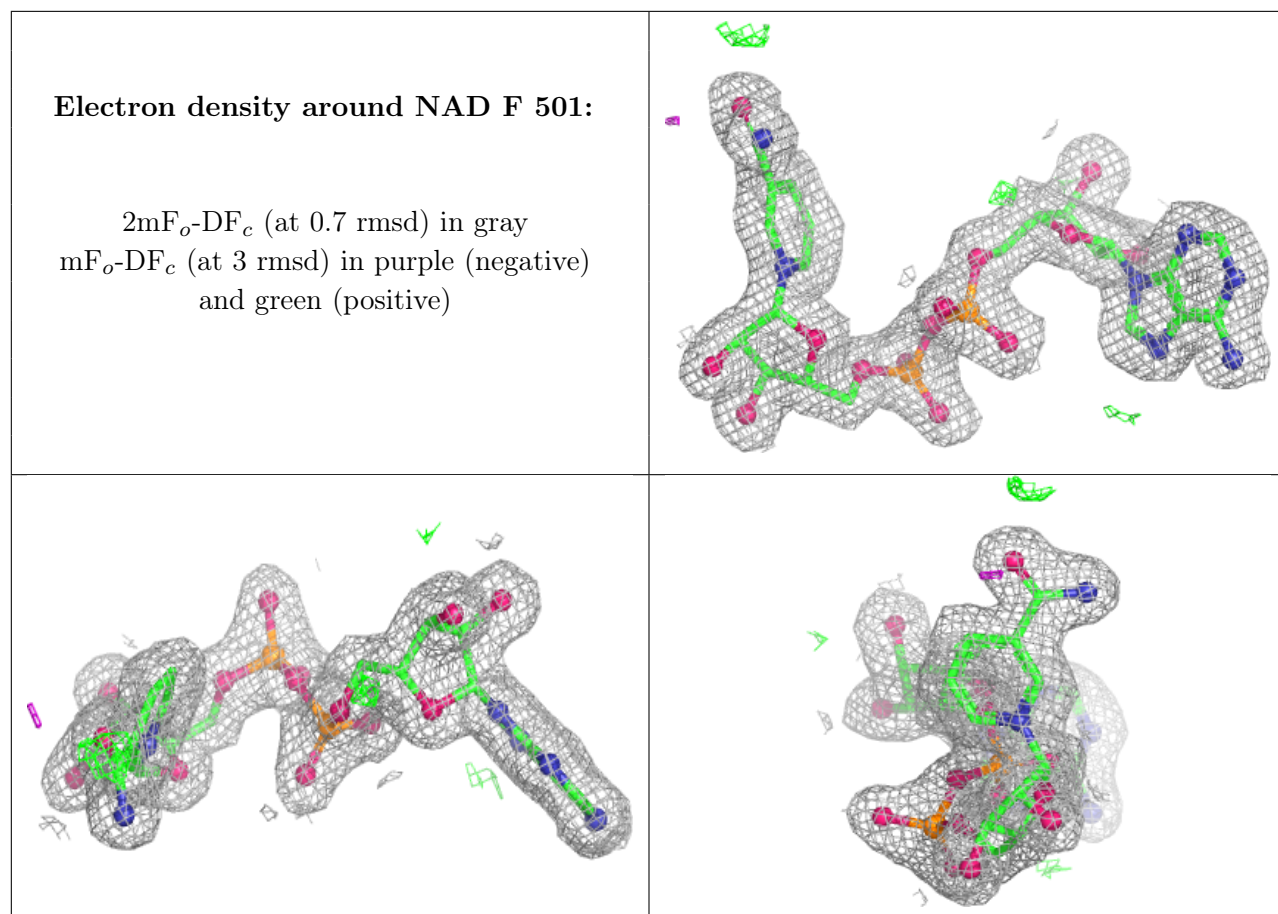 Electron density around NAD F 501:
2mFₒ-DF𝑐 (at 0.7 rmsd) in gray
mFₒ-DF𝑐 (at 3 rmsd) in purple (negative)
and green (positive)